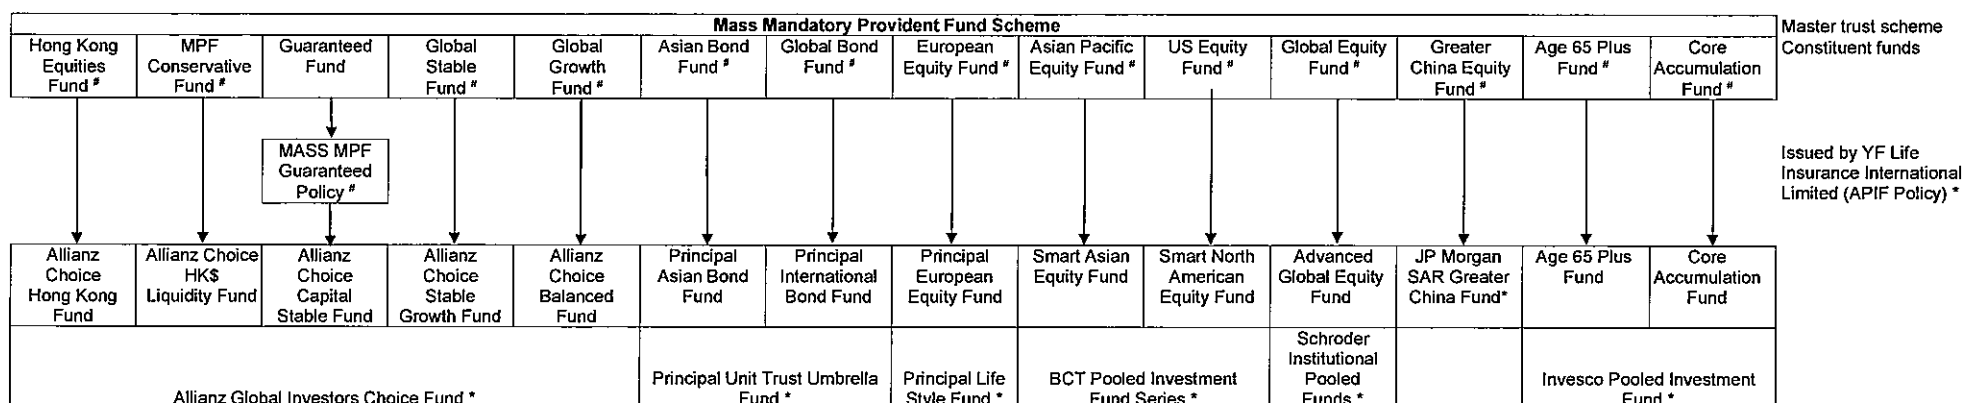 Mass Mandatory Provident Fund Scheme
Hong Kong
Equities
Fund #
MPF
Conservative
Fund #
Guaranteed
Fund
Global
Stable
Fund #
Global
Growth
Fund #
Asian Bond
Fund #
Global Bond
Fund #
European
Equity Fund #
Asian Pacific
Equity Fund #
US Equity
Fund #
Global Equity
Fund #
Greater
China Equity
Fund #
Age 65 Plus
Fund #
Core
Accumulation
Fund #
Master trust scheme
Constituent funds
MASS MPF
Guaranteed
Policy #
Issued by YF Life
Insurance International
Limited (APIF Policy) *
Allianz
Choice
Hong Kong
Fund
Allianz Choice
HK$
Liquidity Fund
Allianz
Choice
Capital
Stable Fund
Allianz
Choice
Stable
Growth Fund
Allianz
Choice
Balanced
Fund
Principal
Asian Bond
Fund
Principal
International
Bond Fund
Principal
European
Equity Fund
Smart Asian
Equity Fund
Smart North
American
Equity Fund
Advanced
Global Equity
Fund
JP Morgan
SAR Greater
China Fund*
Age 65 Plus
Fund
Core
Accumulation
Fund
Allianz Global Investors Choice Fund *
Principal Unit Trust Umbrella
Fund *
Principal Life
Style Fund *
BCT Pooled Investment
Fund Series *
Schroder
Institutional
Pooled
Funds *
Invesco Pooled Investment
Fund *